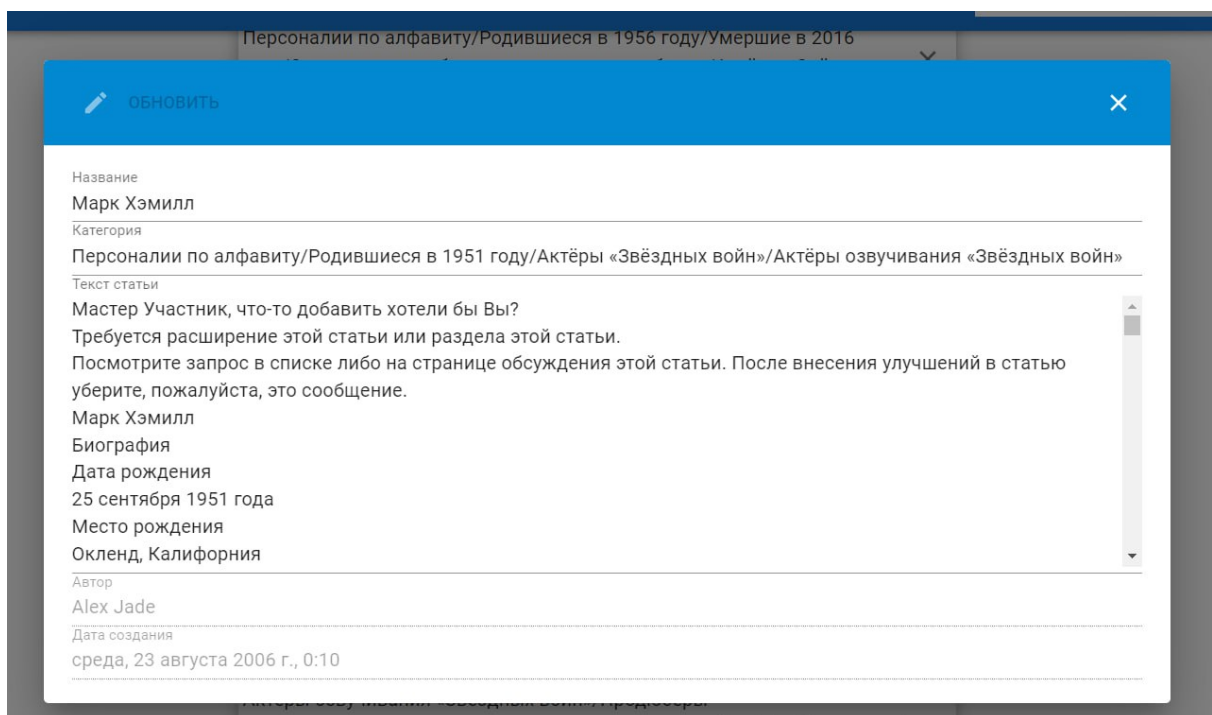 Персоналии по алфавиту/Родившиеся в 1956 году/Умершие в 2016
ОБНОВИТЬ
Название
Марк Хэмилл
Категория
Персоналии по алфавиту/Родившиеся в 1951 году/Актёры «Звёздных войн»/Актёры озвучивания «Звёздных войн»
Текст статьи
Мастер Участник, что-то добавить хотели бы Вы?
Требуется расширение этой статьи или раздела этой статьи.
Посмотрите запрос в списке либо на странице обсуждения этой статьи. После внесения улучшений в статью
уберите, пожалуйста, это сообщение.
Марк Хэмилл
Биография
Дата рождения
25 сентября 1951 года
Место рождения
Окленд, Калифорния
Автор
Alex Jade
Дата создания
среда, 23 августа 2006 г., 0:10